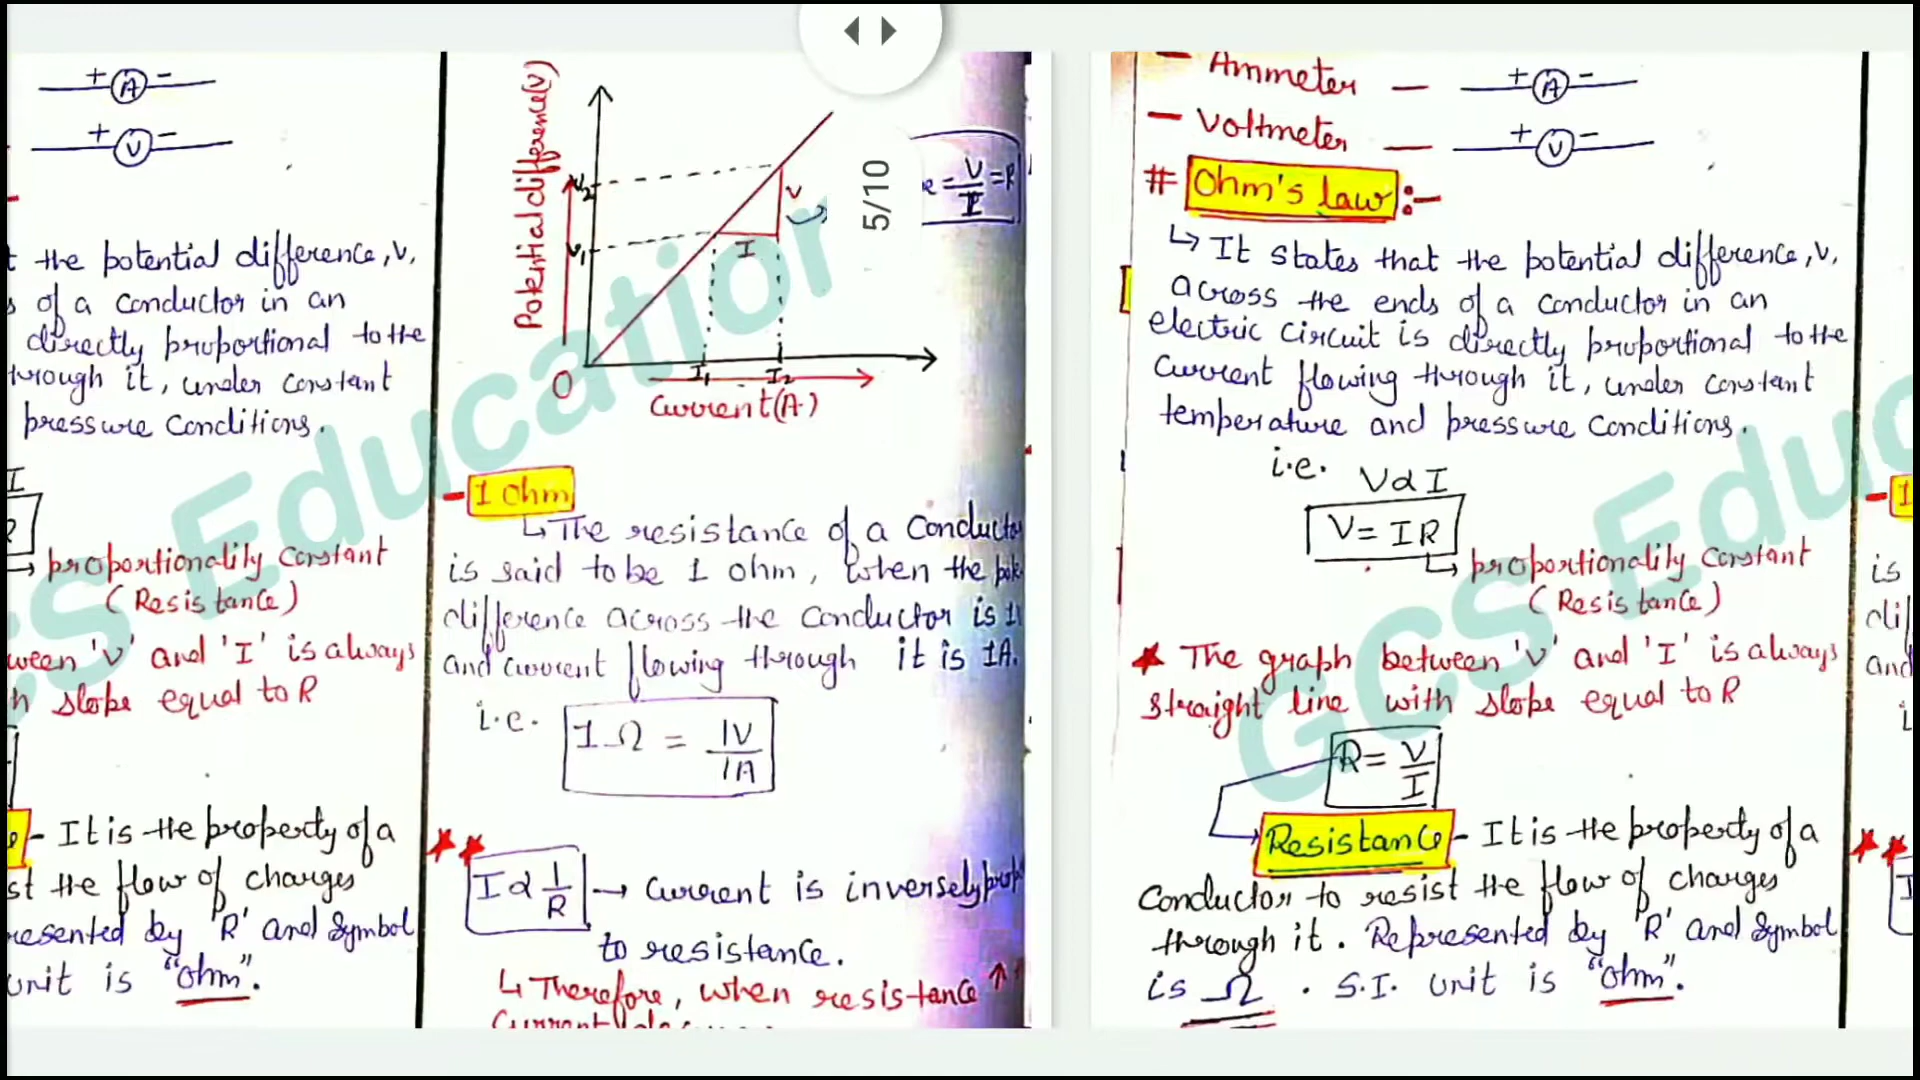 + A -
+ V -
the potential difference, V,
of a conductor in an
directly proportional to the
through it, under constant
pressure conditions.
I
→ proportionality constant
(Resistance)
'V' and 'I' is always
slope equal to R
- It is the property of a
the flow of charges
by 'R' and symbol
unit is "ohm".
Potential difference(V)
V2
V1
V
I
O
I1 I2
Current(A)
= V/I = R
5/10
- 1 Ohm
↳ The resistance of a Conductor
is said to be 1 ohm, when the
difference across the conductor is 1
and current flowing through it is 1A.
i.e. 1 Ω = 1V/1A
★★
I α 1/R → Current is inversely
to resistance.
↳ Therefore, when resistance ↑
- Ammeter — + A -
- Voltmeter — + V -
# Ohm's law :-
↳ It states that the potential difference, V,
across the ends of a conductor in an
electric circuit is directly proportional to the
current flowing through it, under constant
temperature and pressure conditions.
i.e. V α I
V = IR
↳ proportionality constant
(Resistance)
★ The graph between 'V' and 'I' is always
straight line with slope equal to R
R = V/I
Resistance - It is the property of a
Conductor to resist the flow of charges
through it. Represented by 'R' and symbol
is Ω . S.I. unit is "ohm".
- 1
is
and
★★
GCS Education
GCS Educ